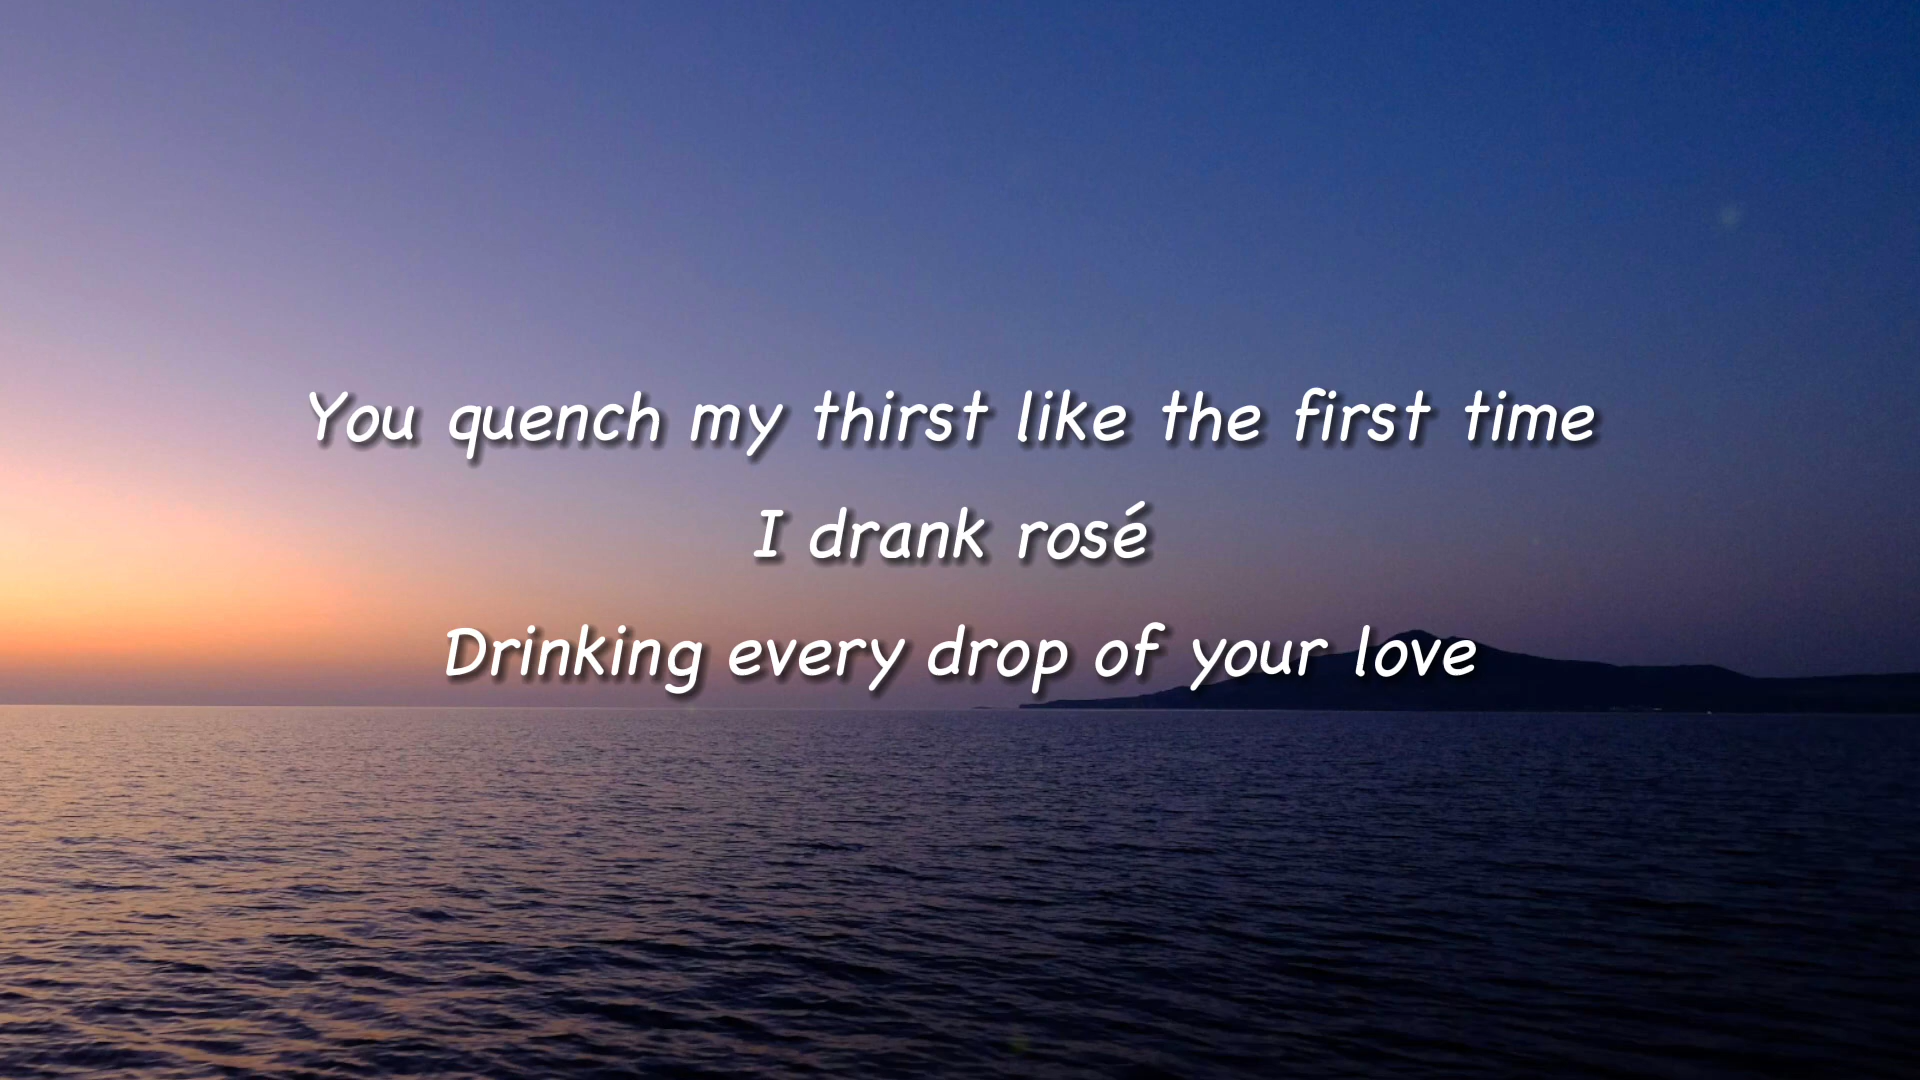 You quench my thirst like the first time
I drank rosé
Drinking every drop of your love